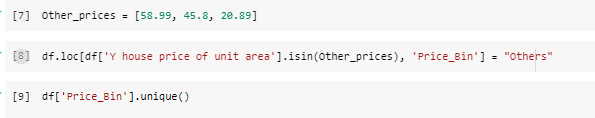 [7] Other_prices = [58.99, 45.8, 20.89]
[8] df.loc[df['Y house price of unit area'].isin(Other_prices), 'Price_Bin'] = "Others"
[9] df['Price_Bin'].unique()